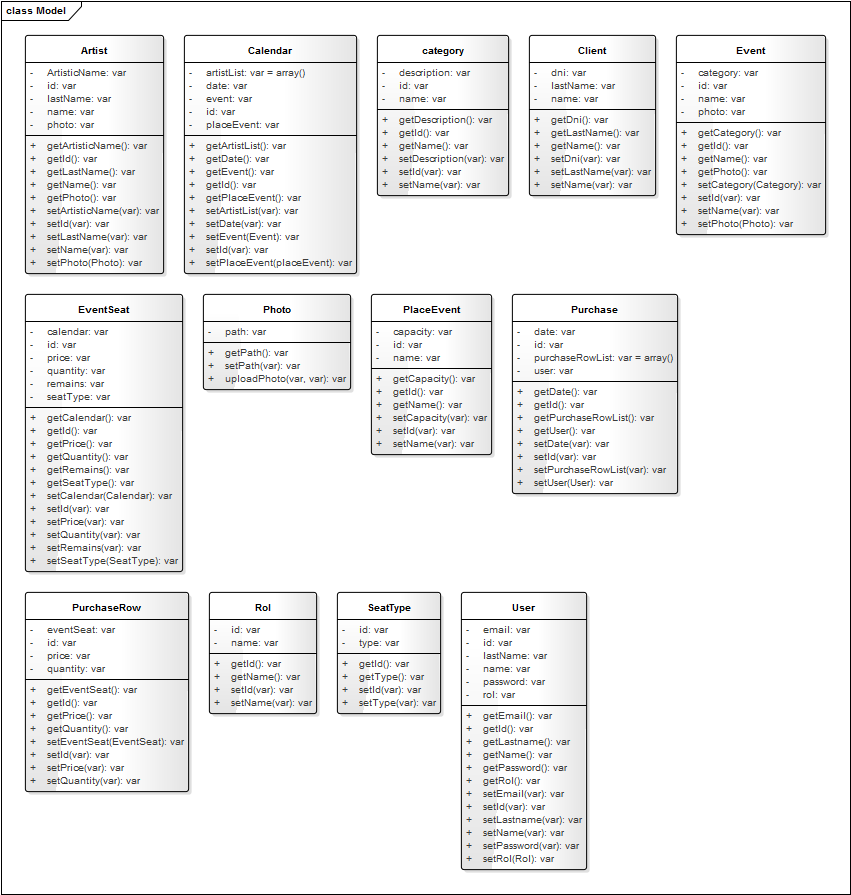 class Model
Artist
- ArtisticName: var
- id: var
- lastName: var
- name: var
- photo: var
+ getArtisticName(): var
+ getId(): var
+ getLastName(): var
+ getName(): var
+ getPhoto(): var
+ setArtisticName(var): var
+ setId(var): var
+ setLastName(var): var
+ setName(var): var
+ setPhoto(Photo): var
Calendar
- artistList: var = array()
- date: var
- event: var
- id: var
- placeEvent: var
+ getArtistList(): var
+ getDate(): var
+ getEvent(): var
+ getId(): var
+ getPlaceEvent(): var
+ setArtistList(var): var
+ setDate(var): var
+ setEvent(Event): var
+ setId(var): var
+ setPlaceEvent(placeEvent): var
category
- description: var
- id: var
- name: var
+ getDescription(): var
+ getId(): var
+ getName(): var
+ setDescription(var): var
+ setId(var): var
+ setName(var): var
Client
- dni: var
- lastName: var
- name: var
+ getDni(): var
+ getLastName(): var
+ getName(): var
+ setDni(var): var
+ setLastName(var): var
+ setName(var): var
Event
- category: var
- id: var
- name: var
- photo: var
+ getCategory(): var
+ getId(): var
+ getName(): var
+ getPhoto(): var
+ setCategory(Category): var
+ setId(var): var
+ setName(var): var
+ setPhoto(Photo): var
EventSeat
- calendar: var
- id: var
- price: var
- quantity: var
- remains: var
- seatType: var
+ getCalendar(): var
+ getId(): var
+ getPrice(): var
+ getQuantity(): var
+ getRemains(): var
+ getSeatType(): var
+ setCalendar(Calendar): var
+ setId(var): var
+ setPrice(var): var
+ setQuantity(var): var
+ setRemains(var): var
+ setSeatType(SeatType): var
Photo
- path: var
+ getPath(): var
+ setPath(var): var
+ uploadPhoto(var, var): var
PlaceEvent
- capacity: var
- id: var
- name: var
+ getCapacity(): var
+ getId(): var
+ getName(): var
+ setCapacity(var): var
+ setId(var): var
+ setName(var): var
Purchase
- date: var
- id: var
- purchaseRowList: var = array()
- user: var
+ getDate(): var
+ getId(): var
+ getPurchaseRowList(): var
+ getUser(): var
+ setDate(var): var
+ setId(var): var
+ setPurchaseRowList(var): var
+ setUser(User): var
PurchaseRow
- eventSeat: var
- id: var
- price: var
- quantity: var
+ getEventSeat(): var
+ getId(): var
+ getPrice(): var
+ getQuantity(): var
+ setEventSeat(EventSeat): var
+ setId(var): var
+ setPrice(var): var
+ setQuantity(var): var
Rol
- id: var
- name: var
+ getId(): var
+ getName(): var
+ setId(var): var
+ setName(var): var
SeatType
- id: var
- type: var
+ getId(): var
+ getType(): var
+ setId(var): var
+ setType(var): var
User
- email: var
- id: var
- lastName: var
- name: var
- password: var
- rol: var
+ getEmail(): var
+ getId(): var
+ getLastname(): var
+ getName(): var
+ getPassword(): var
+ getRol(): var
+ setEmail(var): var
+ setId(var): var
+ setLastname(var): var
+ setName(var): var
+ setPassword(var): var
+ setRol(Rol): var